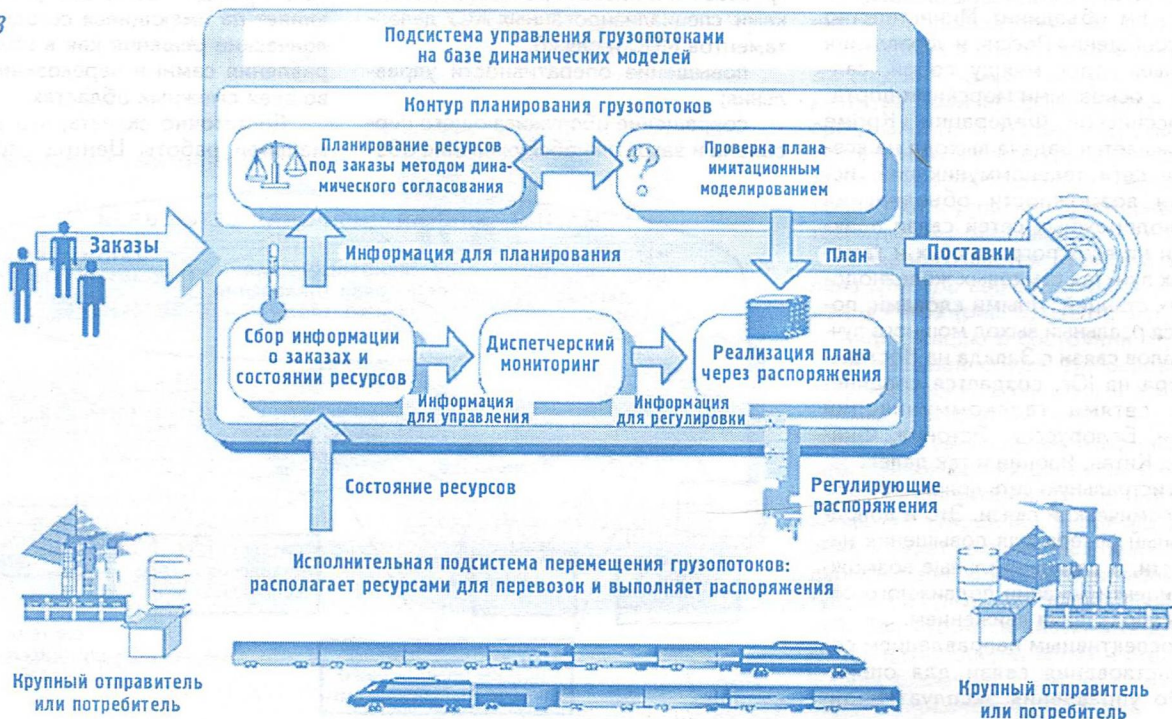 3
Подсистема управления грузопотоками
на базе динамических моделей
Контур планирования грузопотоков
Планирование ресурсов
под заказы методом дина-
мического согласования
Проверка плана
имитационным
моделированием
Заказы
Информация для планирования
План
Поставки
Сбор информации
о заказах и
состоянии ресурсов
Диспетчерский
мониторинг
Реализация плана
через распоряжения
Информация
для управления
Информация
для регулировки
Состояние ресурсов
Регулирующие
распоряжения
Исполнительная подсистема перемещения грузопотоков:
располагает ресурсами для перевозок и выполняет распоряжения
Крупный отправитель
или потребитель
Крупный отправитель
или потребитель